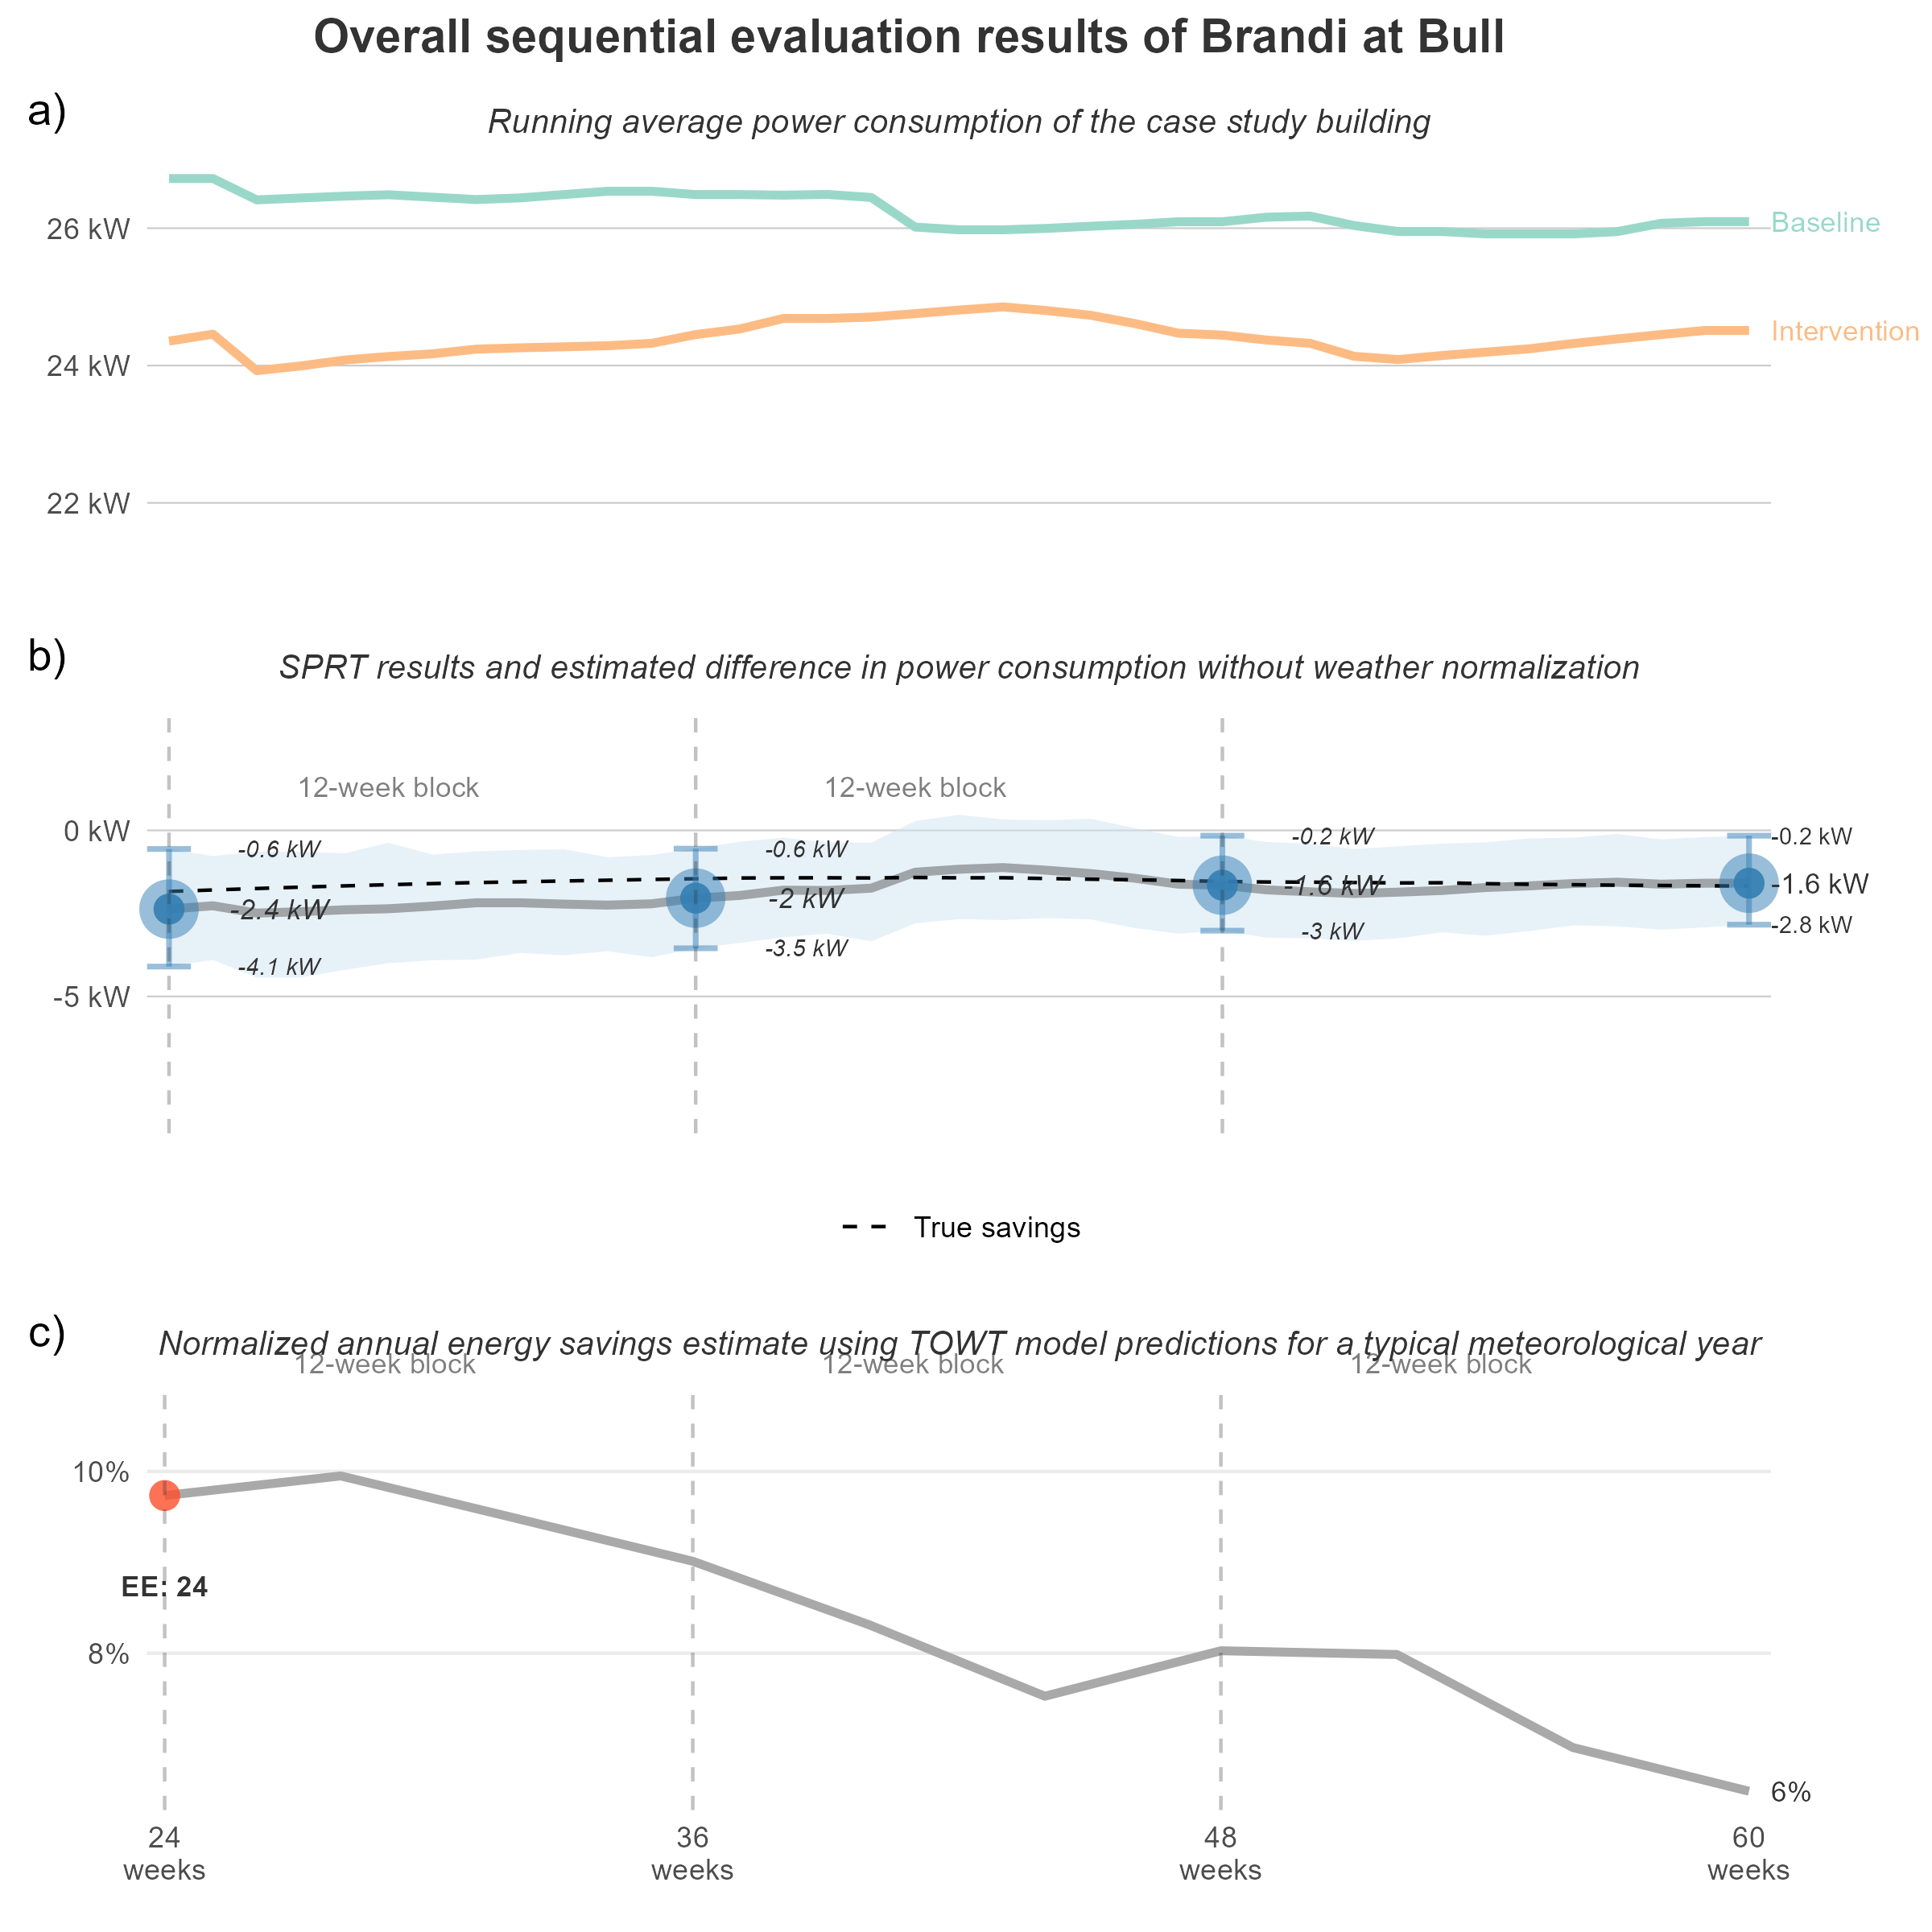 Overall sequential evaluation results of Brandi at Bull
a)
Running average power consumption of the case study building
26 kW
Baseline
Intervention
24 kW
22 kW
b)
SPRT results and estimated difference in power consumption without weather normalization
12-week block
12-week block
0 kW
-0.6 kW
-0.6 kW
-0.2 kW
-0.2 kW
-2.4 kW
-2 kW
-1.6 kW
-1.6 kW
-4.1 kW
-3.5 kW
-3 kW
-2.8 kW
-5 kW
True savings
c)
Normalized annual energy savings estimate using TOWT model predictions for a typical meteorological year
12-week block
12-week block
12-week block
10%
EE: 24
8%
6%
24
weeks
36
weeks
48
weeks
60
weeks